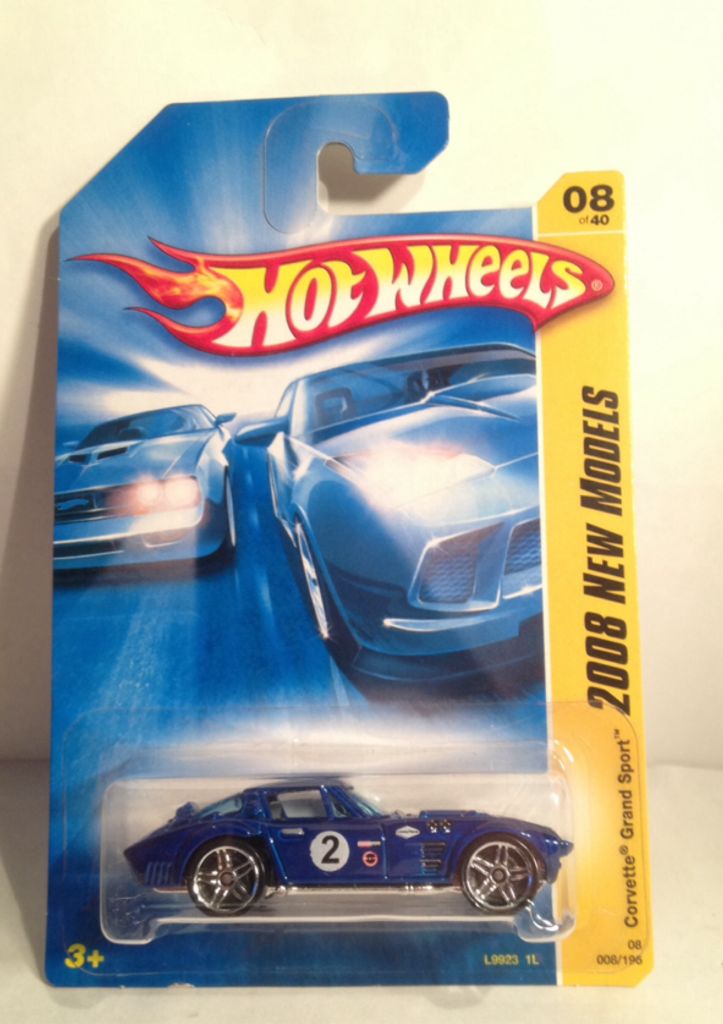 08
of 40
HOT WHEELS®
2008 NEW MODELS
Corvette® Grand Sport™
2
3+
L9923 1L
08
008/196